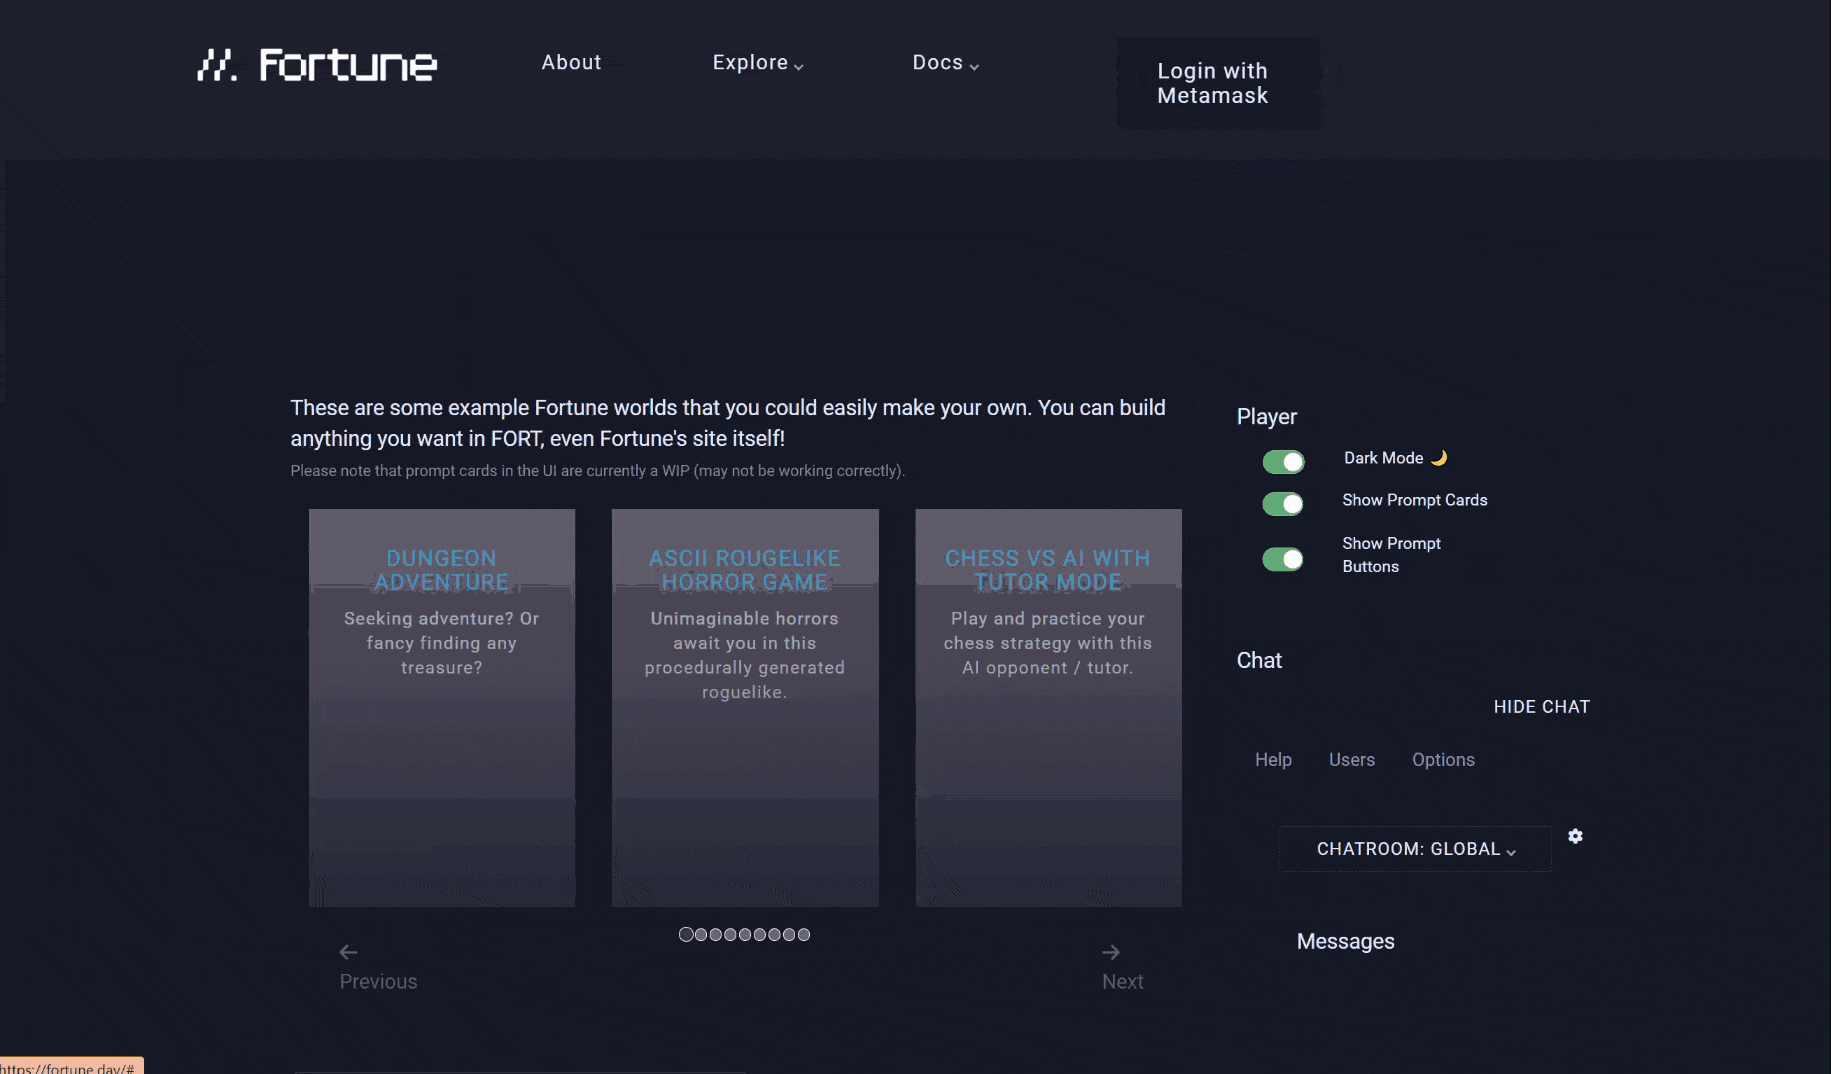 //. Fortune
About
Explore
Docs
Login with
Metamask
These are some example Fortune worlds that you could easily make your own. You can build
anything you want in FORT, even Fortune's site itself!
Please note that prompt cards in the UI are currently a WIP (may not be working correctly).
DUNGEON
ADVENTURE
Seeking adventure? Or
fancy finding any
treasure?
ASCII ROUGELIKE
HORROR GAME
Unimaginable horrors
await you in this
procedurally generated
roguelike.
CHESS VS AI WITH
TUTOR MODE
Play and practice your
chess strategy with this
AI opponent / tutor.
Previous
Next
Player
Dark Mode 🌙
Show Prompt Cards
Show Prompt
Buttons
Chat
HIDE CHAT
Help
Users
Options
CHATROOM: GLOBAL
Messages
https://fortune.day/#